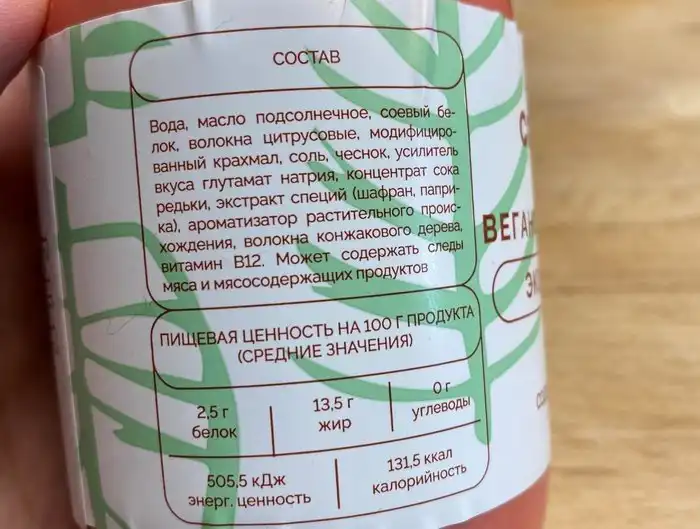 СОСТАВ
Вода, масло подсолнечное, соевый бе-
лок, волокна цитрусовые, модифициро-
ванный крахмал, соль, чеснок, усилитель
вкуса глутамат натрия, концентрат сока
редьки, экстракт специй (шафран, папри-
ка), ароматизатор растительного проис-
хождения, волокна конжакового дерева,
витамин В12. Может содержать следы
мяса и мясосодержащих продуктов
ПИЩЕВАЯ ЦЕННОСТЬ НА 100 Г ПРОДУКТА
(СРЕДНИЕ ЗНАЧЕНИЯ)
2,5 г
белок
13,5 г
жир
0 г
углеводы
505,5 кДж
энерг. ценность
131,5 ккал
калорийность